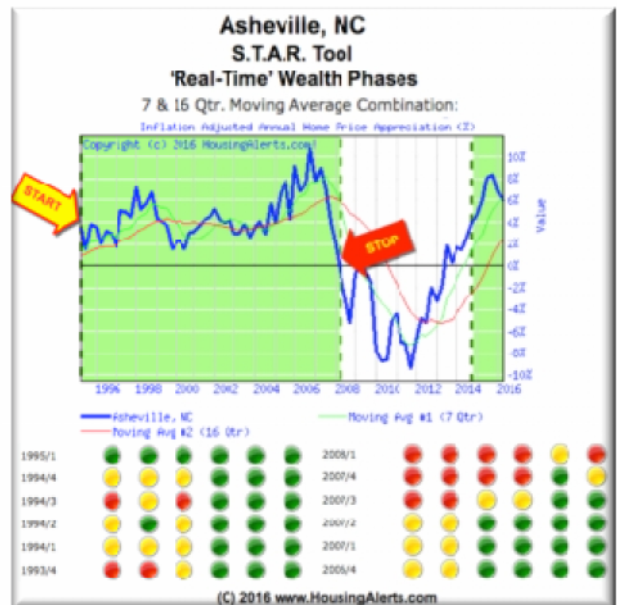 Asheville, NC
S.T.A.R. Tool
'Real-Time' Wealth Phases
7 & 16 Qtr. Moving Average Combination:
Inflation Adjusted Annual Home Price Appreciation (%)
Copyright (c) 2016 HousingAlerts.com
START
STOP
10%
8%
6%
4%
2%
0%
-2%
-4%
-6%
-8%
-10%
Value
1996 1998 2000 2002 2004 2006 2008 2010 2012 2014 2016
Asheville, NC
Moving Avg #1 (7 Qtr)
Moving Avg #2 (16 Qtr)
1995/1
1994/4
1994/3
1994/2
1994/1
1993/4
2008/1
2007/4
2007/3
2007/2
2007/1
2006/4
(C) 2016 www.HousingAlerts.com